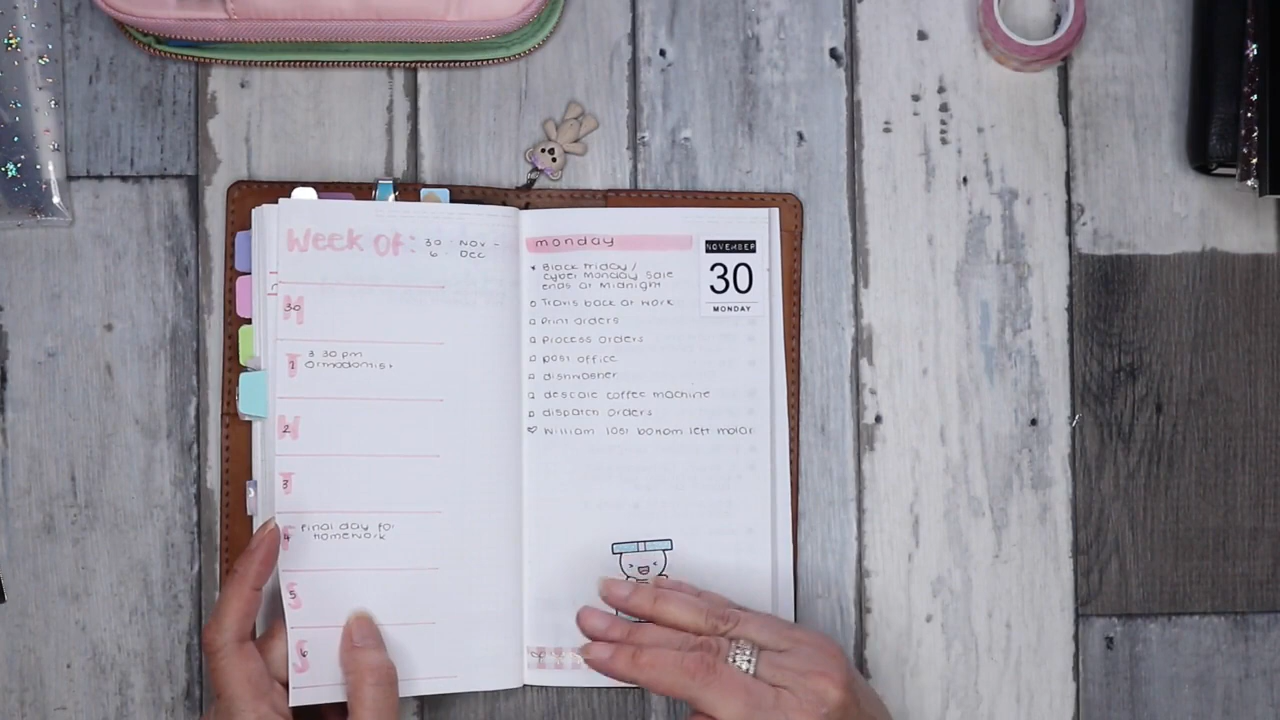 Week Of: 30 · NOV -
6 · Dec
M 30
T 1 3 30 pm
Ormodomist
W 2
T 3
F 4 final day for
homework
S 5
S 6
monday
Black Friday /
cyber monday Sale
ends at Midnight
Travis back at work
Print orders
Process orders
post office
dishwasher
descale coffee machine
dispatch orders
William lost bottom left molar
NOVEMBER
30
MONDAY